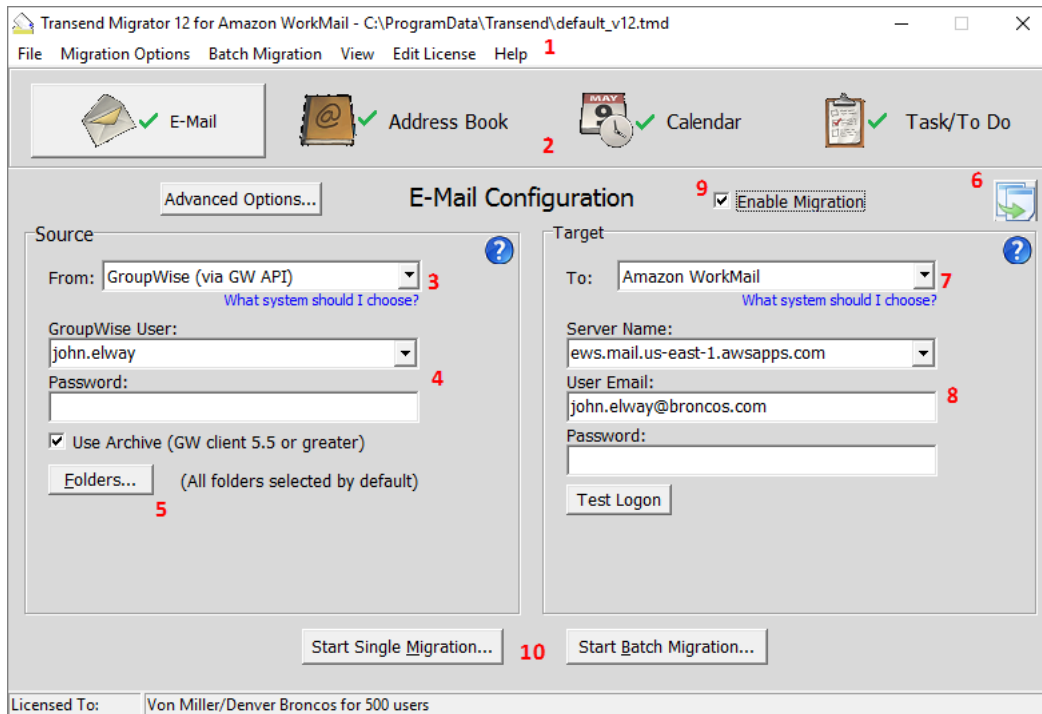 Transend Migrator 12 for Amazon WorkMail - C:\ProgramData\Transend\default_v12.tmd
File Migration Options Batch Migration View Edit License Help 1
MAY
9
E-Mail Address Book Calendar Task/To Do
2
Advanced Options... E-Mail Configuration 9 Enable Migration 6
Source
From: GroupWise (via GW API) 3
What system should I choose?
GroupWise User:
john.elway
Password:
4
Use Archive (GW client 5.5 or greater)
Folders... (All folders selected by default)
5
Target
To: Amazon WorkMail 7
What system should I choose?
Server Name:
ews.mail.us-east-1.awsapps.com
User Email:
john.elway@broncos.com 8
Password:
Test Logon
Start Single Migration... 10 Start Batch Migration...
Licensed To: Von Miller/Denver Broncos for 500 users